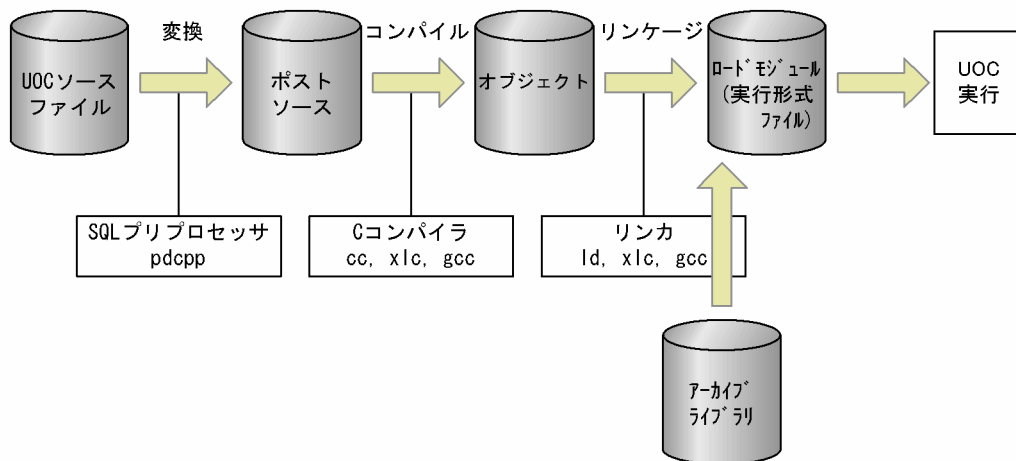 変換
コンパイル
リンケージ
UOCソース
ファイル
ポスト
ソース
オブジェクト
ﾛｰﾄﾞﾓｼﾞｭｰﾙ
(実行形式
ﾌｧｲﾙ)
UOC
実行
SQLプリプロセッサ
pdcpp
Cコンパイラ
cc, xlc, gcc
リンカ
ld, xlc, gcc
ｱｰｶｲﾌﾞ
ﾗｲﾌﾞﾗﾘ